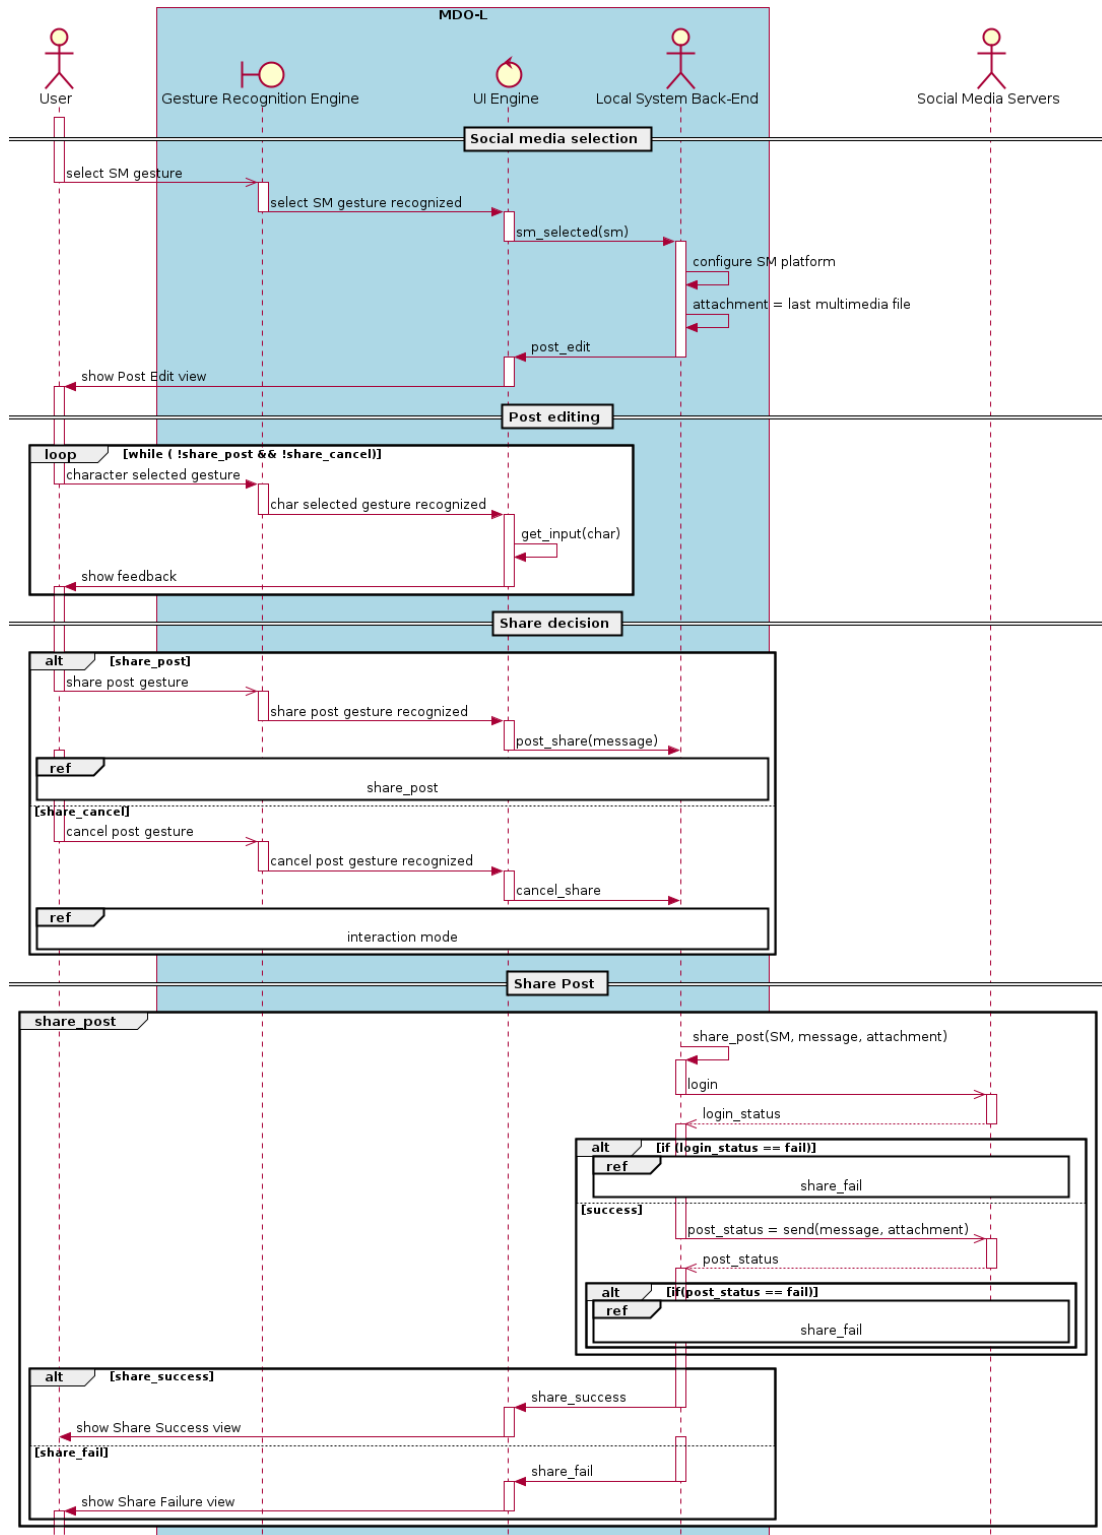 MDO-L
User
Gesture Recognition Engine
UI Engine
Local System Back-End
Social Media Servers
Social media selection
select SM gesture
select SM gesture recognized
sm_selected(sm)
configure SM platform
attachment = last multimedia file
post_edit
show Post Edit view
Post editing
loop [while ( !share_post && !share_cancel)]
character selected gesture
char selected gesture recognized
get_input(char)
show feedback
Share decision
alt [share_post]
share post gesture
share post gesture recognized
post_share(message)
ref
share_post
[share_cancel]
cancel post gesture
cancel post gesture recognized
cancel_share
ref
interaction mode
Share Post
share_post
share_post(SM, message, attachment)
login
login_status
alt [if (login_status == fail)]
ref
share_fail
[success]
post_status = send(message, attachment)
post_status
alt [if(post_status == fail)]
ref
share_fail
alt [share_success]
share_success
show Share Success view
[share_fail]
share_fail
show Share Failure view